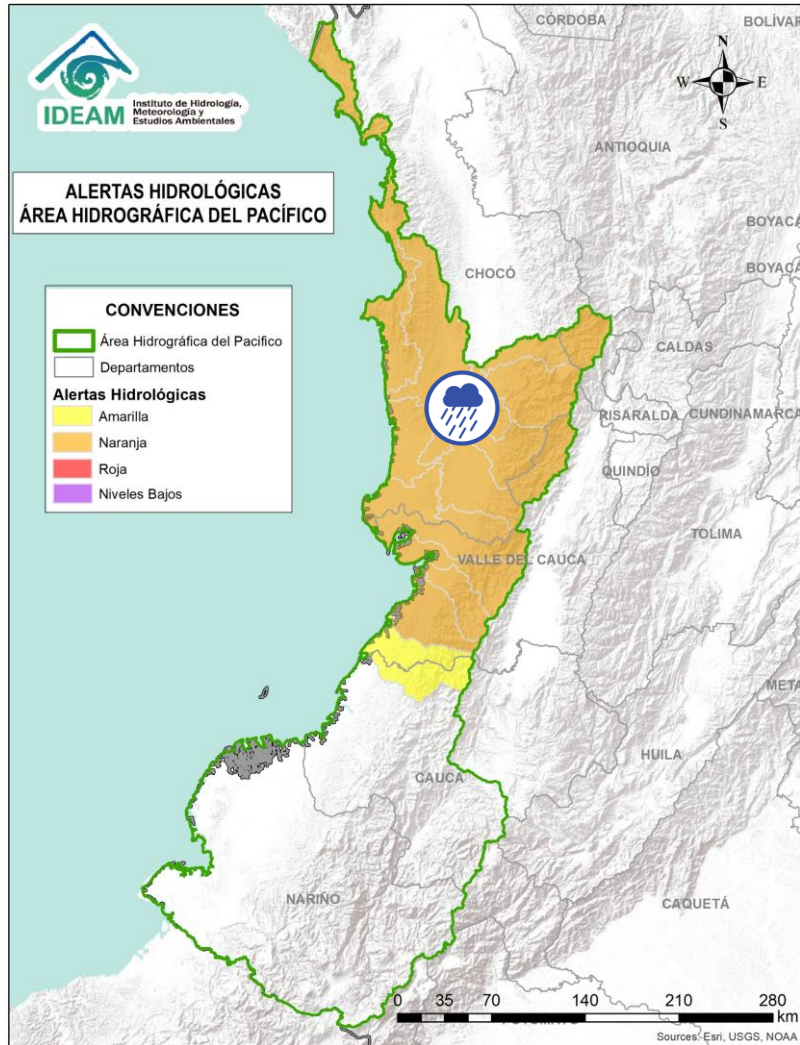 CÓRDOBA
BOLÍVAR
N
W
E
S
IDEAM
Instituto de Hidrología,
Meteorología y
Estudios Ambientales
ANTIOQUIA
ALERTAS HIDROLÓGICAS
ÁREA HIDROGRÁFICA DEL PACÍFICO
BOYACÁ
BOYACÁ
CHOCÓ
CONVENCIONES
Área Hidrográfica del Pacifico
Departamentos
Alertas Hidrológicas
Amarilla
Naranja
Roja
Niveles Bajos
CALDAS
RISARALDA
CUNDINAMARCA
QUINDÍO
TOLIMA
VALLE DEL CAUCA
META
HUILA
CAUCA
NARIÑO
CAQUETÁ
0 35 70 140 210 280
km
Sources: Esri, USGS, NOAA